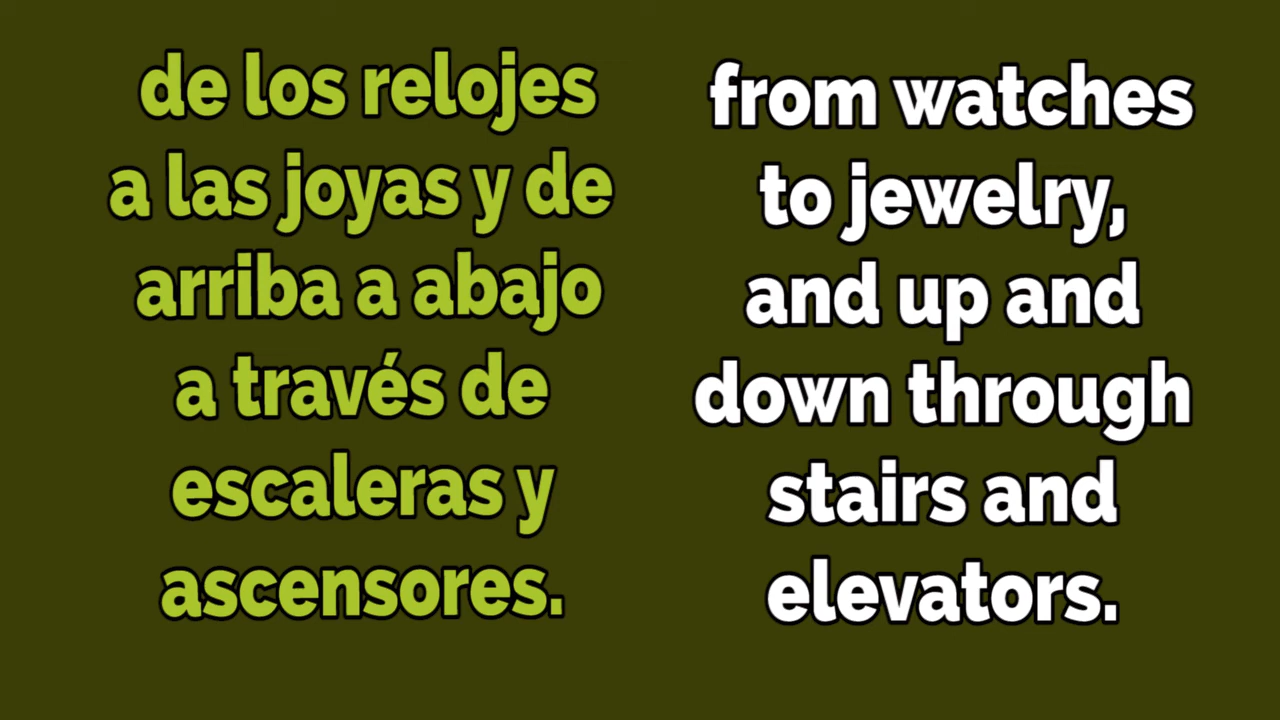 de los relojes
a las joyas y de
arriba a abajo
a través de
escaleras y
ascensores.
from watches
to jewelry,
and up and
down through
stairs and
elevators.